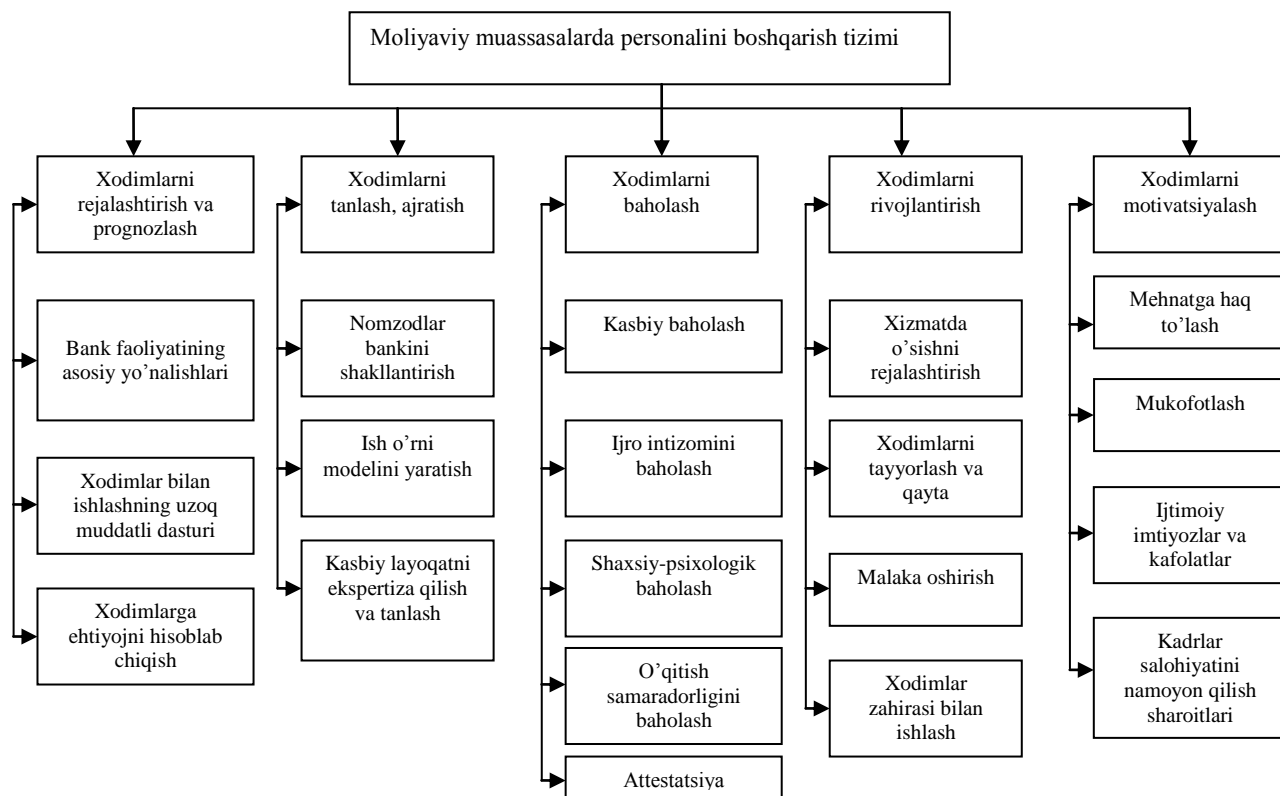 Moliyaviy muassasalarda personalini boshqarish tizimi
Xodimlarni
rejalashtirish va
prognozlash
Bank faoliyatining
asosiy yo’nalishlari
Xodimlar bilan
ishlashning uzoq
muddatli dasturi
Xodimlarga
ehtiyojni hisoblab
chiqish
Xodimlarni
tanlash, ajratish
Nomzodlar
bankini
shakllantirish
Ish o’rni
modelini yaratish
Kasbiy layoqatni
ekspertiza qilish
va tanlash
Xodimlarni
baholash
Kasbiy baholash
Ijro intizomini
baholash
Shaxsiy-psixologik
baholash
O’qitish
samaradorligini
baholash
Attestatsiya
Xodimlarni
rivojlantirish
Xizmatda
o’sishni
rejalashtirish
Xodimlarni
tayyorlash va
qayta
Malaka oshirish
Xodimlar
zahirasi bilan
ishlash
Xodimlarni
motivatsiyalash
Mehnatga haq
to’lash
Mukofotlash
Ijtimoiy
imtiyozlar va
kafolatlar
Kadrlar
salohiyatini
namoyon qilish
sharoitlari